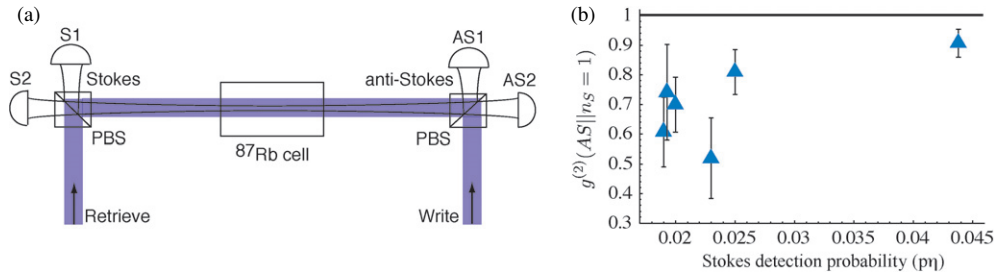 (a)
S1
Stokes
S2
PBS
Retrieve
⁸⁷Rb cell
AS1
anti-Stokes
AS2
PBS
Write
(b)
g⁽²⁾(AS||n_S = 1)
1
0.9
0.8
0.7
0.6
0.5
0.4
0.3
0.02 0.025 0.03 0.035 0.04 0.045
Stokes detection probability (pη)